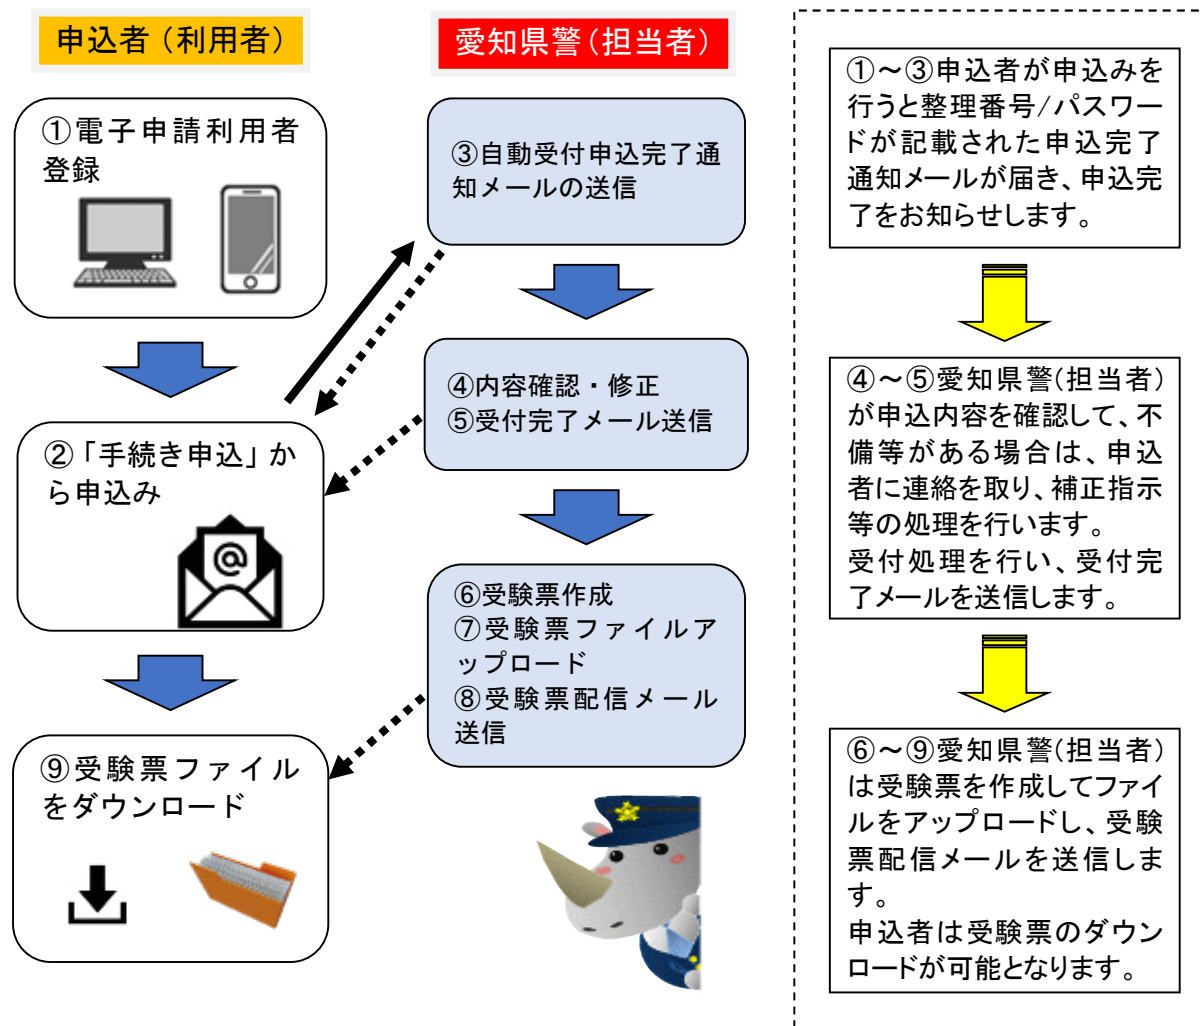 申込者（利用者）
①電子申請利用者
登録
②「手続き申込」か
ら申込み
@
⑨受験票ファイル
をダウンロード
愛知県警（担当者）
③自動受付申込完了通
知メールの送信
④内容確認・修正
⑤受付完了メール送信
⑥受験票作成
⑦受験票ファイルア
ップロード
⑧受験票配信メール
送信
①～③申込者が申込みを
行うと整理番号/パスワー
ドが記載された申込完了
通知メールが届き、申込完
了をお知らせします。
④～⑤愛知県警(担当者)
が申込内容を確認して、不
備等がある場合は、申込
者に連絡を取り、補正指示
等の処理を行います。
受付処理を行い、受付完
了メールを送信します。
⑥～⑨愛知県警(担当者)
は受験票を作成してファイ
ルをアップロードし、受験
票配信メールを送信しま
す。
申込者は受験票のダウン
ロードが可能となります。